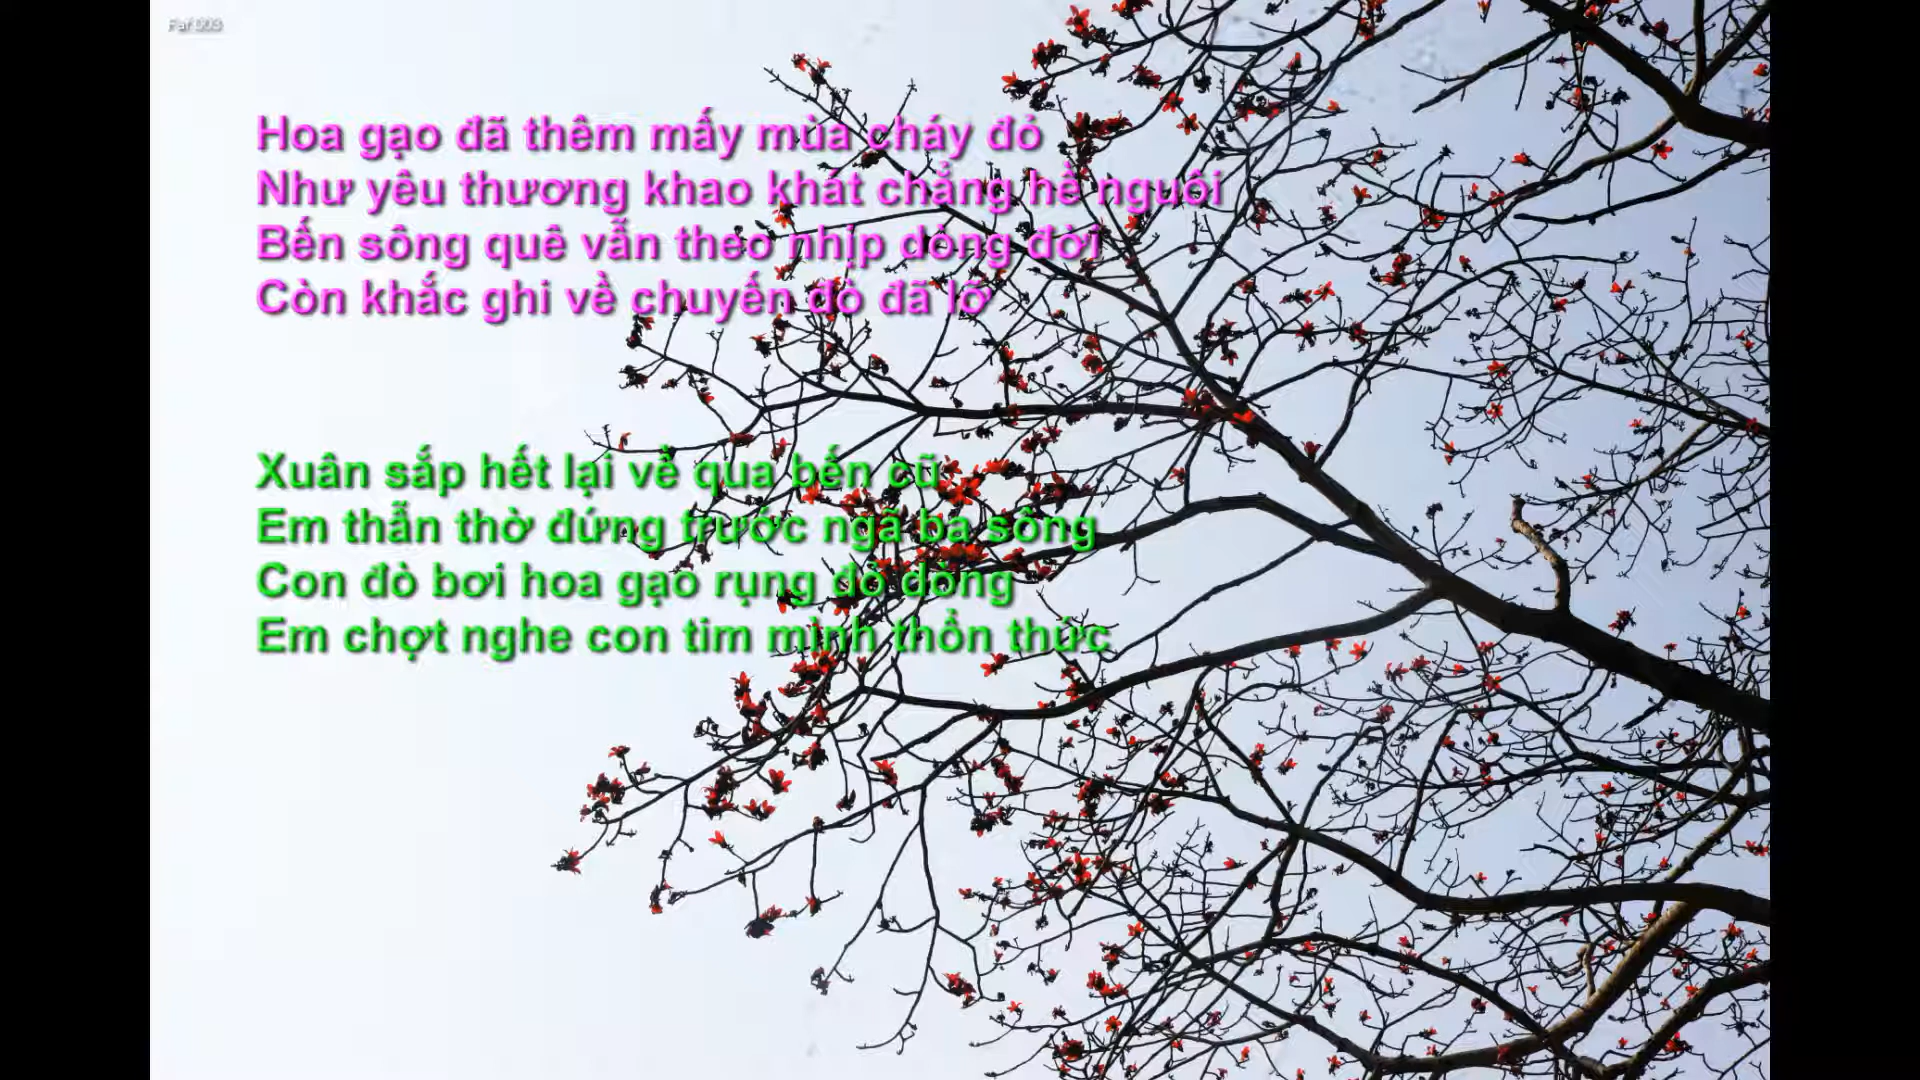 Faf 003
Hoa gạo đã thêm mấy mùa cháy đỏ
Như yêu thương khao khát chẳng hề nguôi
Bến sông quê vẫn theo nhịp dòng đời
Còn khắc ghi về chuyến đò đã lỡ
Xuân sắp hết lại về qua bến cũ
Em thẫn thờ đứng trước ngã ba sông
Con đò bơi hoa gạo rụng đỏ dòng
Em chợt nghe con tim mình thổn thức